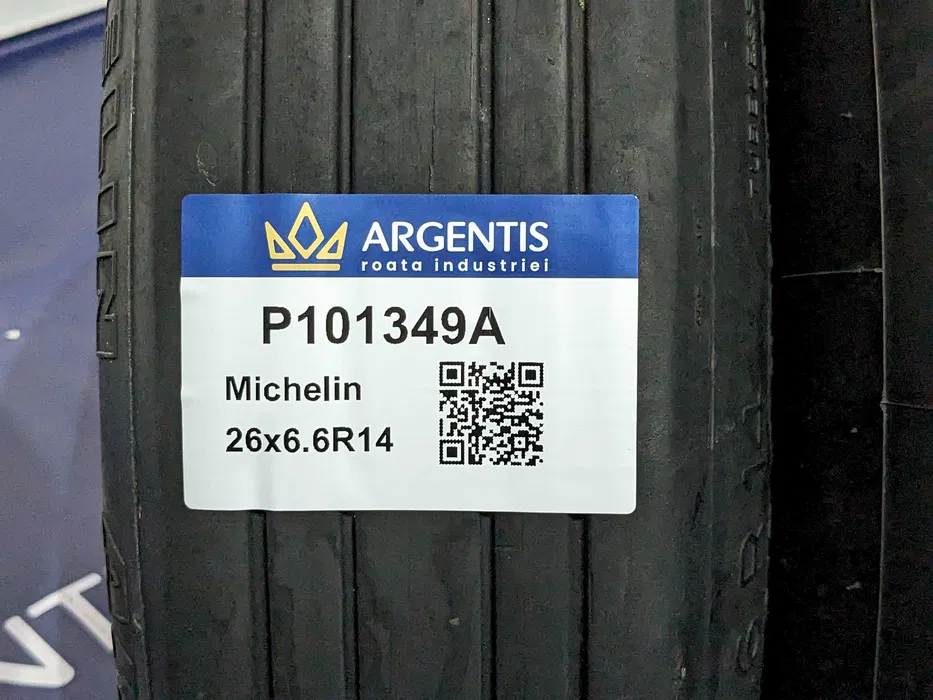 ARGENTIS
roata industriei
P101349A
Michelin
26x6.6R14